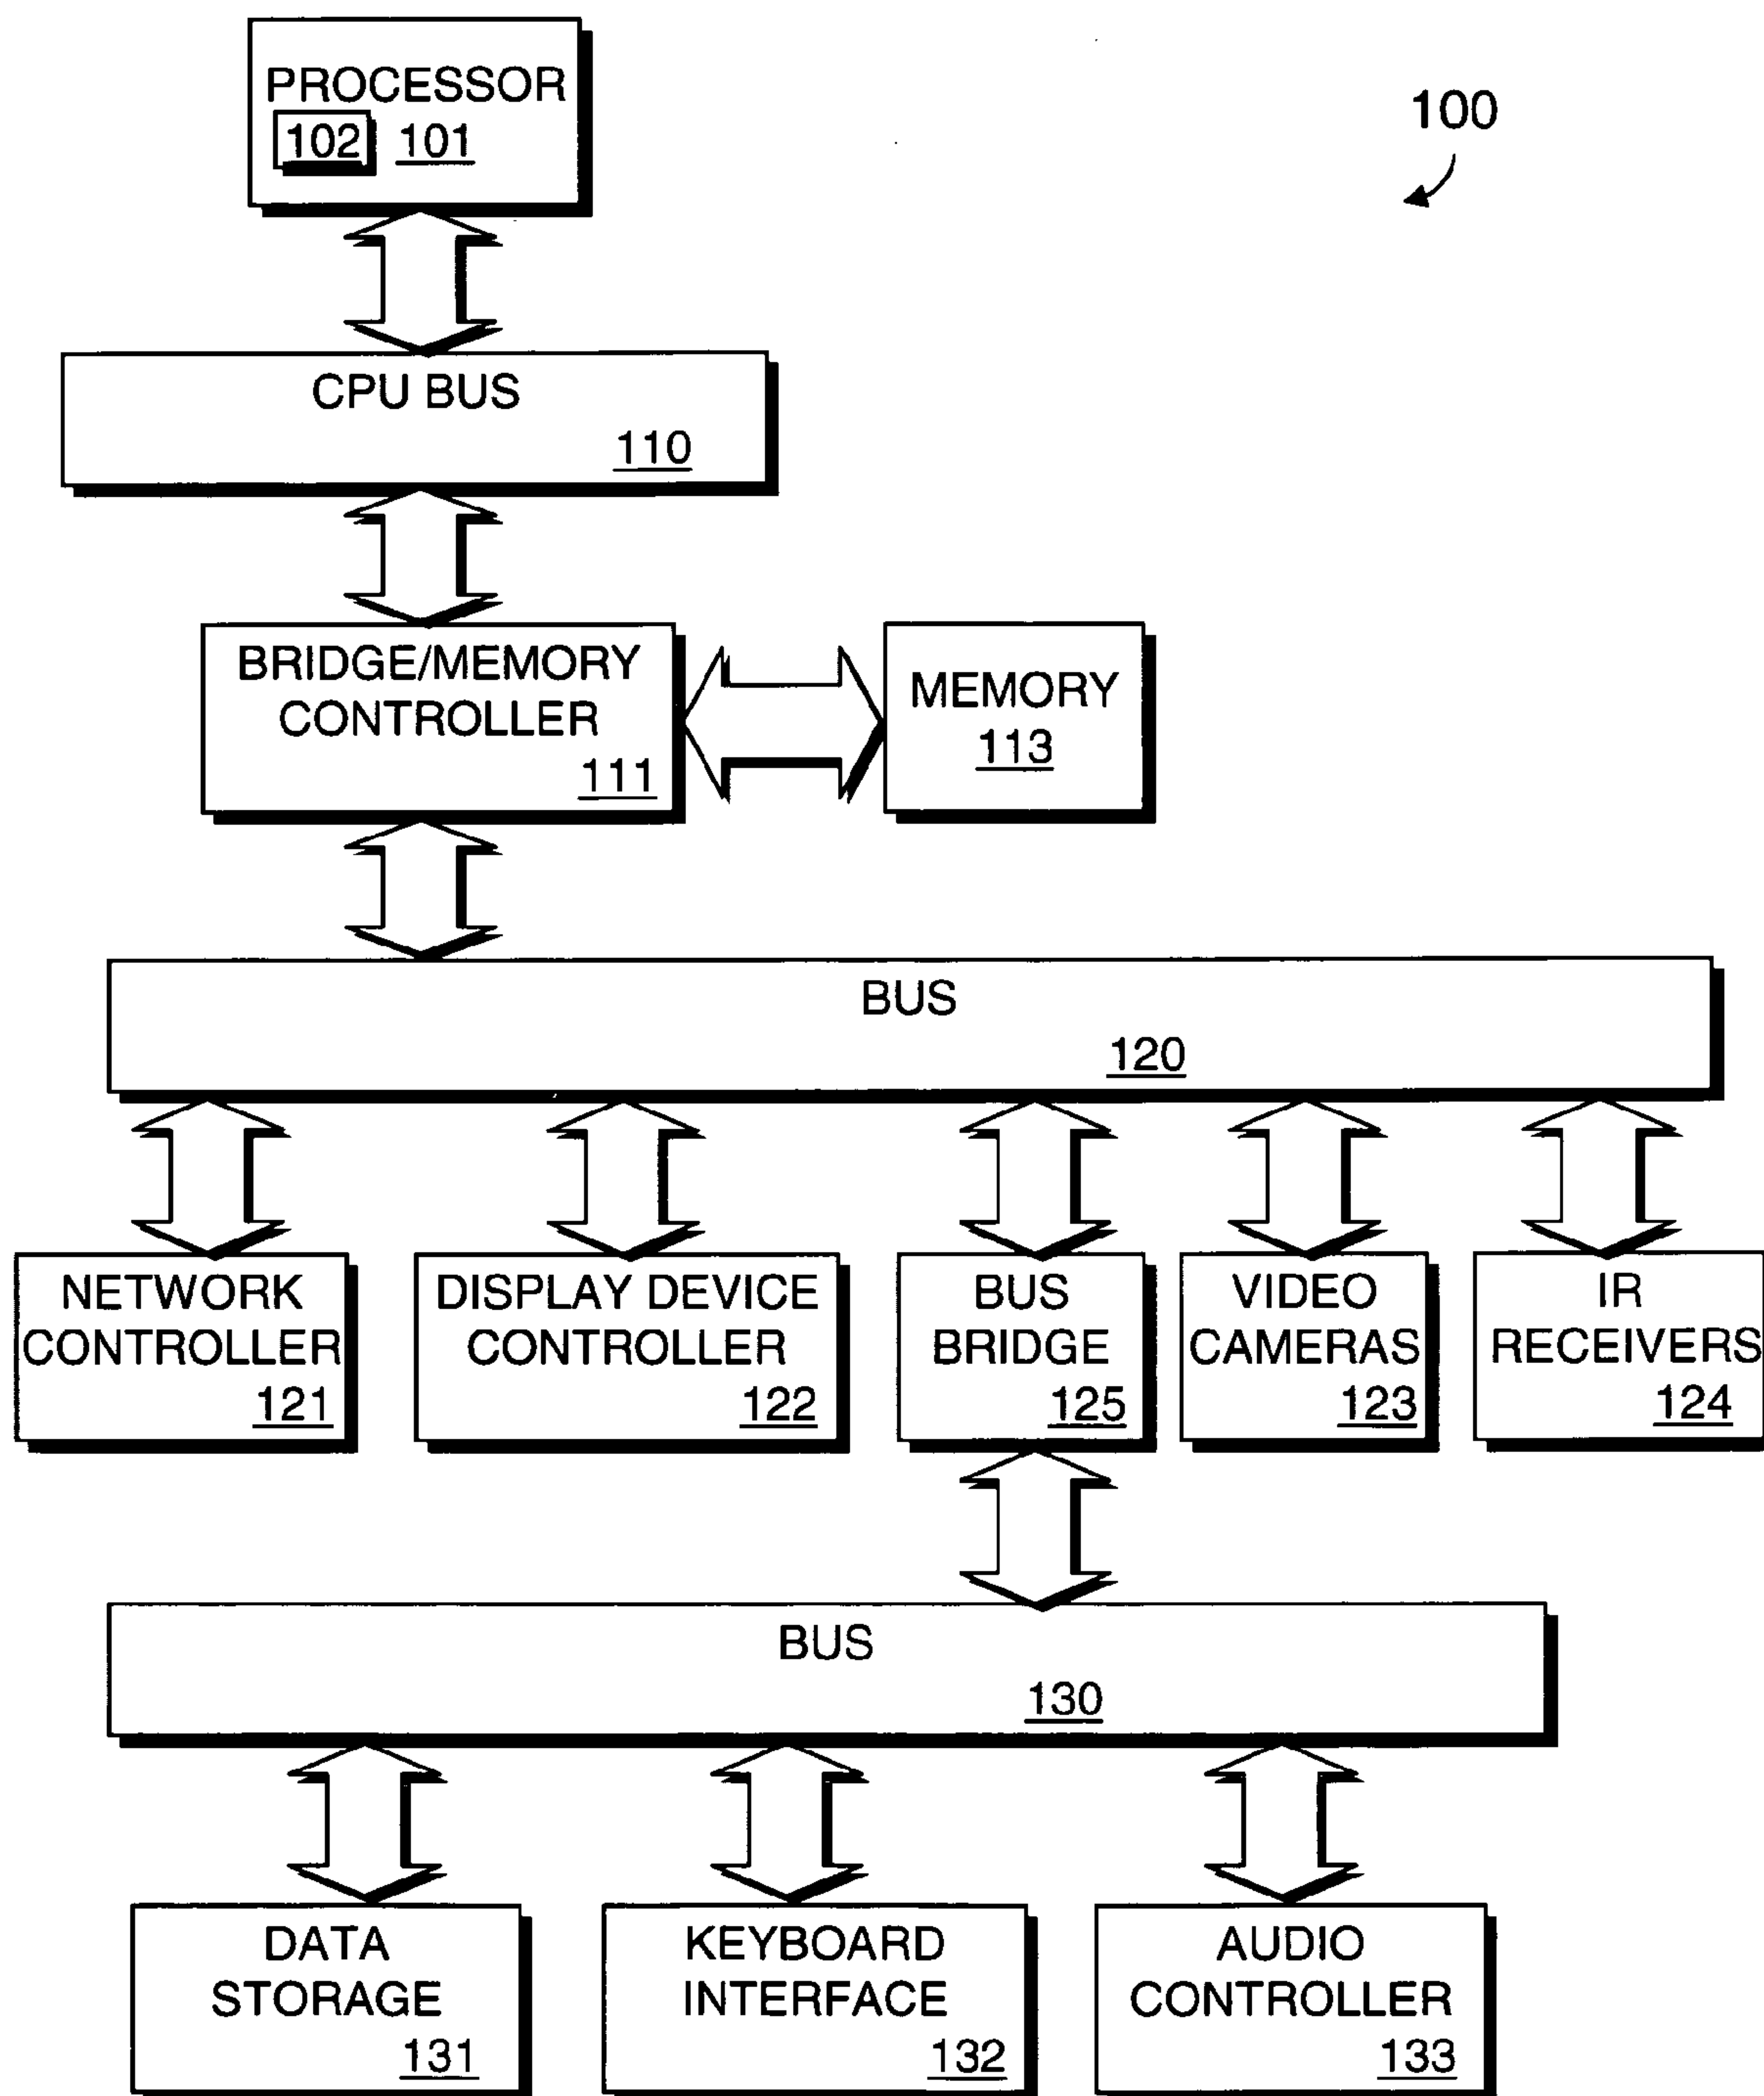 PROCESSOR
102 101
100
CPU BUS
110
BRIDGE/MEMORY
CONTROLLER
111
MEMORY
113
BUS
120
NETWORK
CONTROLLER
121
DISPLAY DEVICE
CONTROLLER
122
BUS
BRIDGE
125
VIDEO
CAMERAS
123
IR
RECEIVERS
124
BUS
130
DATA
STORAGE
131
KEYBOARD
INTERFACE
132
AUDIO
CONTROLLER
133